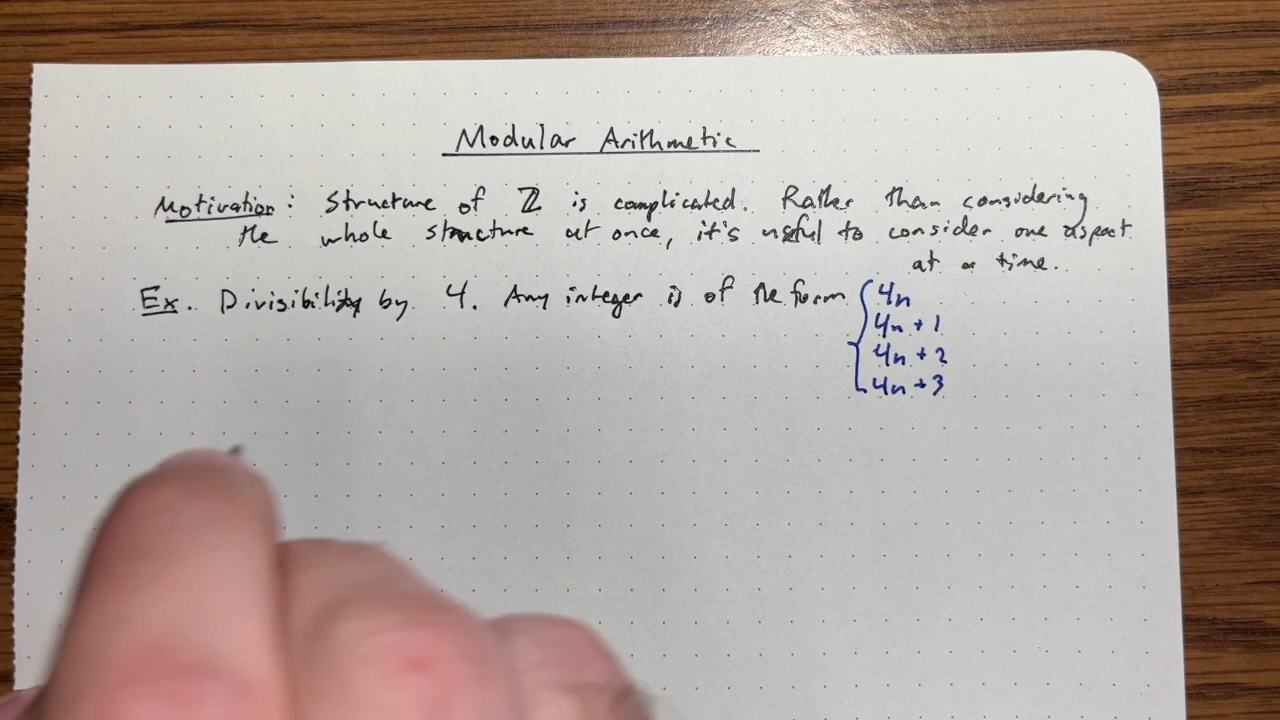 Modular Arithmetic
Motivation: Structure of ℤ is complicated. Rather than considering
the whole structure at once, it's useful to consider one aspect
at a time.
Ex. Divisibility by 4. Any integer is of the form { 4n
4n + 1
4n + 2
4n + 3